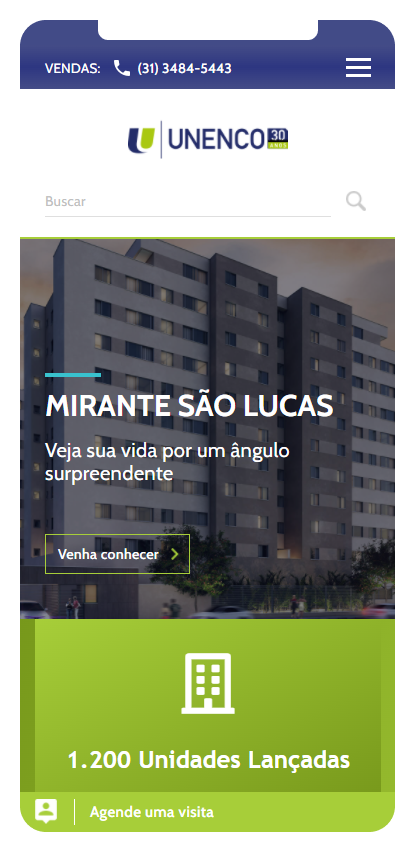 VENDAS: (31) 3484-5443
UNENCO 30
ANOS
Buscar
MIRANTE SÃO LUCAS
Veja sua vida por um ângulo
surpreendente
Venha conhecer
1.200 Unidades Lançadas
Agende uma visita